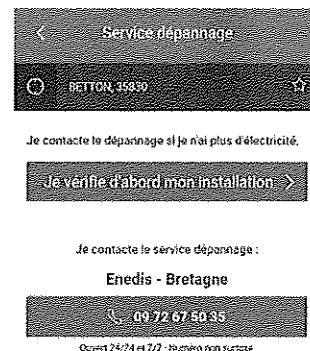 Service dépannage
BETTON, 35830
Je contacte le dépannage si je n'ai plus d'électricité.
Je vérifie d'abord mon installation
Je contacte le service dépannage :
Enedis - Bretagne
09 72 67 50 35
Ouvert 24/24 et 7/7 - Numéro non surtaxé